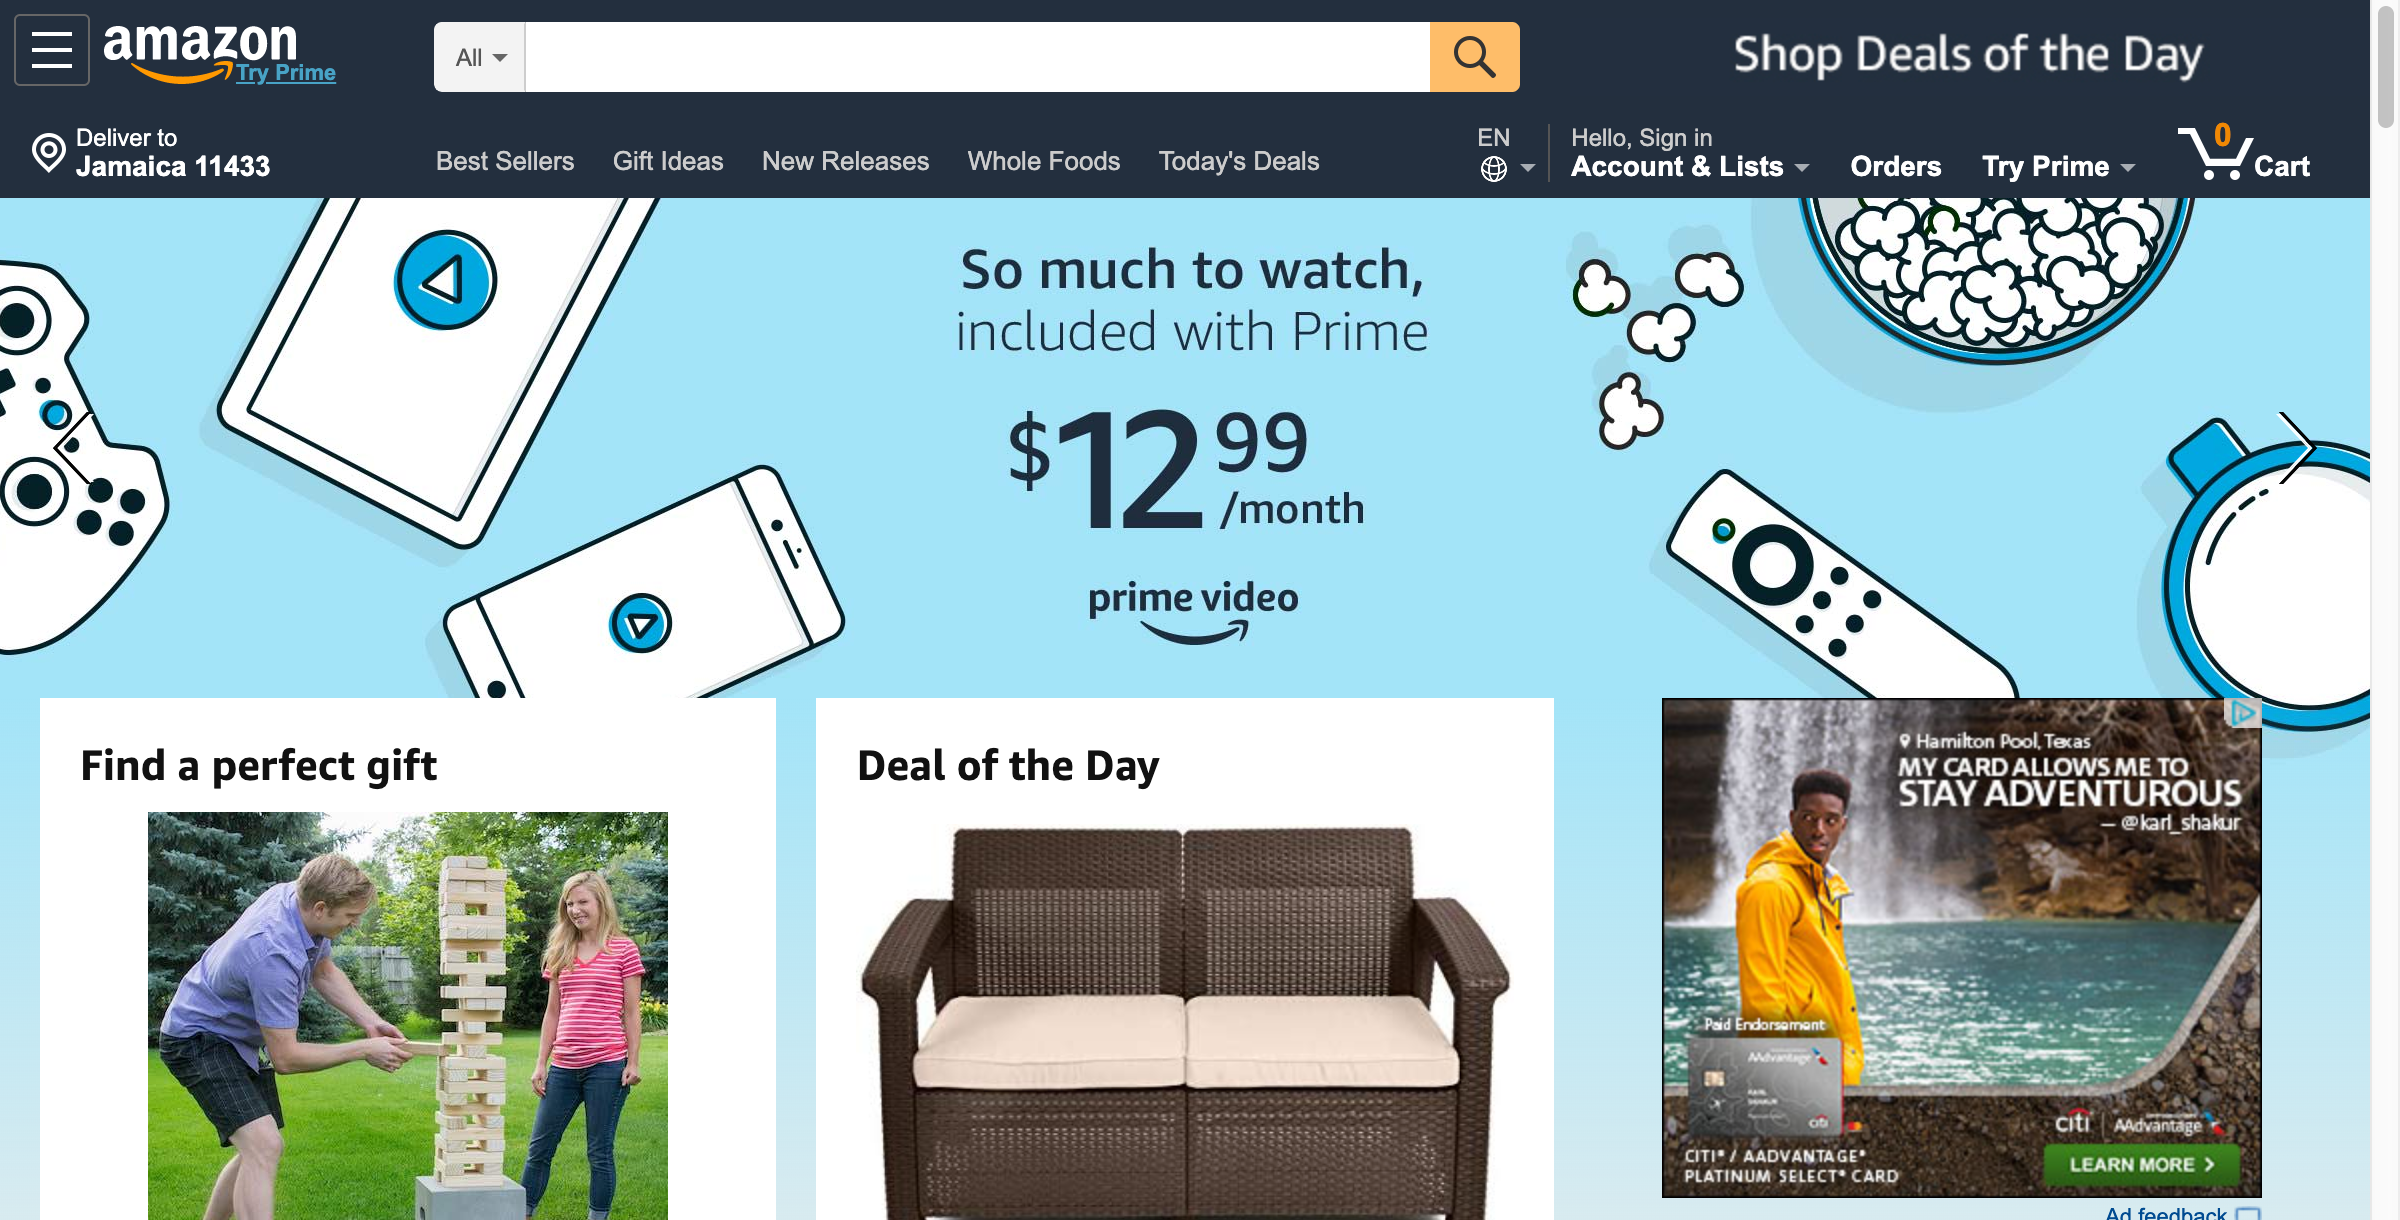 amazon
Try Prime
All
Shop Deals of the Day
Deliver to
Jamaica 11433
Best Sellers
Gift Ideas
New Releases
Whole Foods
Today's Deals
EN
Hello, Sign in
Account & Lists
Orders
Try Prime
0
Cart
So much to watch,
included with Prime
$12 99
/month
prime video
Find a perfect gift
Deal of the Day
Hamilton Pool, Texas
MY CARD ALLOWS ME TO
STAY ADVENTUROUS
— @karl_shakur
Paid Endorsement
AAdvantage
citi
citi
AAdvantage
CITI® / AADVANTAGE®
PLATINUM SELECT® CARD
LEARN MORE >
Ad feedback